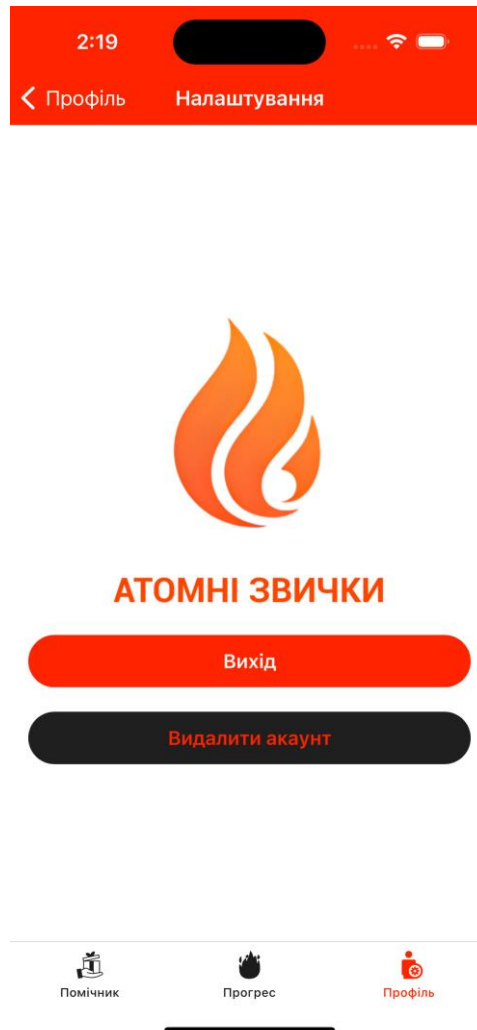 2:19
Профіль Налаштування
АТОМНІ ЗВИЧКИ
Вихід
Видалити акаунт
Помічник Прогрес Профіль